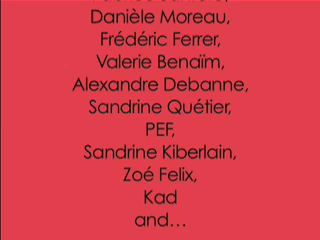 Danièle Moreau,
Frédéric Ferrer,
Valerie Benaïm,
Alexandre Debanne,
Sandrine Quétier,
PEF,
Sandrine Kiberlain,
Zoé Felix,
Kad
and...